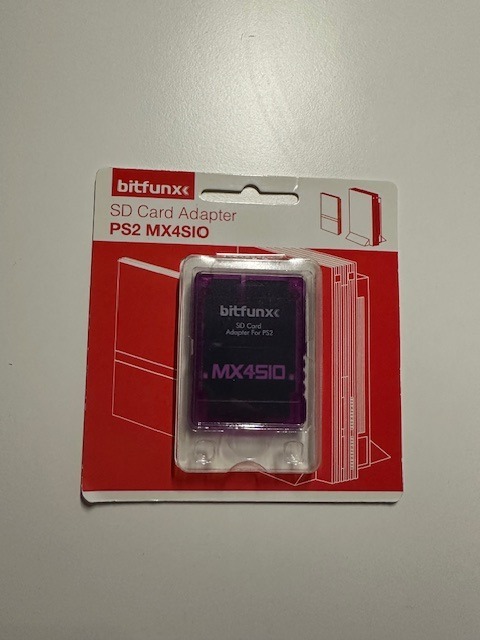 bitfunx
SD Card Adapter
PS2 MX4SIO
bitfunx
SD Card
Adapter For PS2
MX4SIO